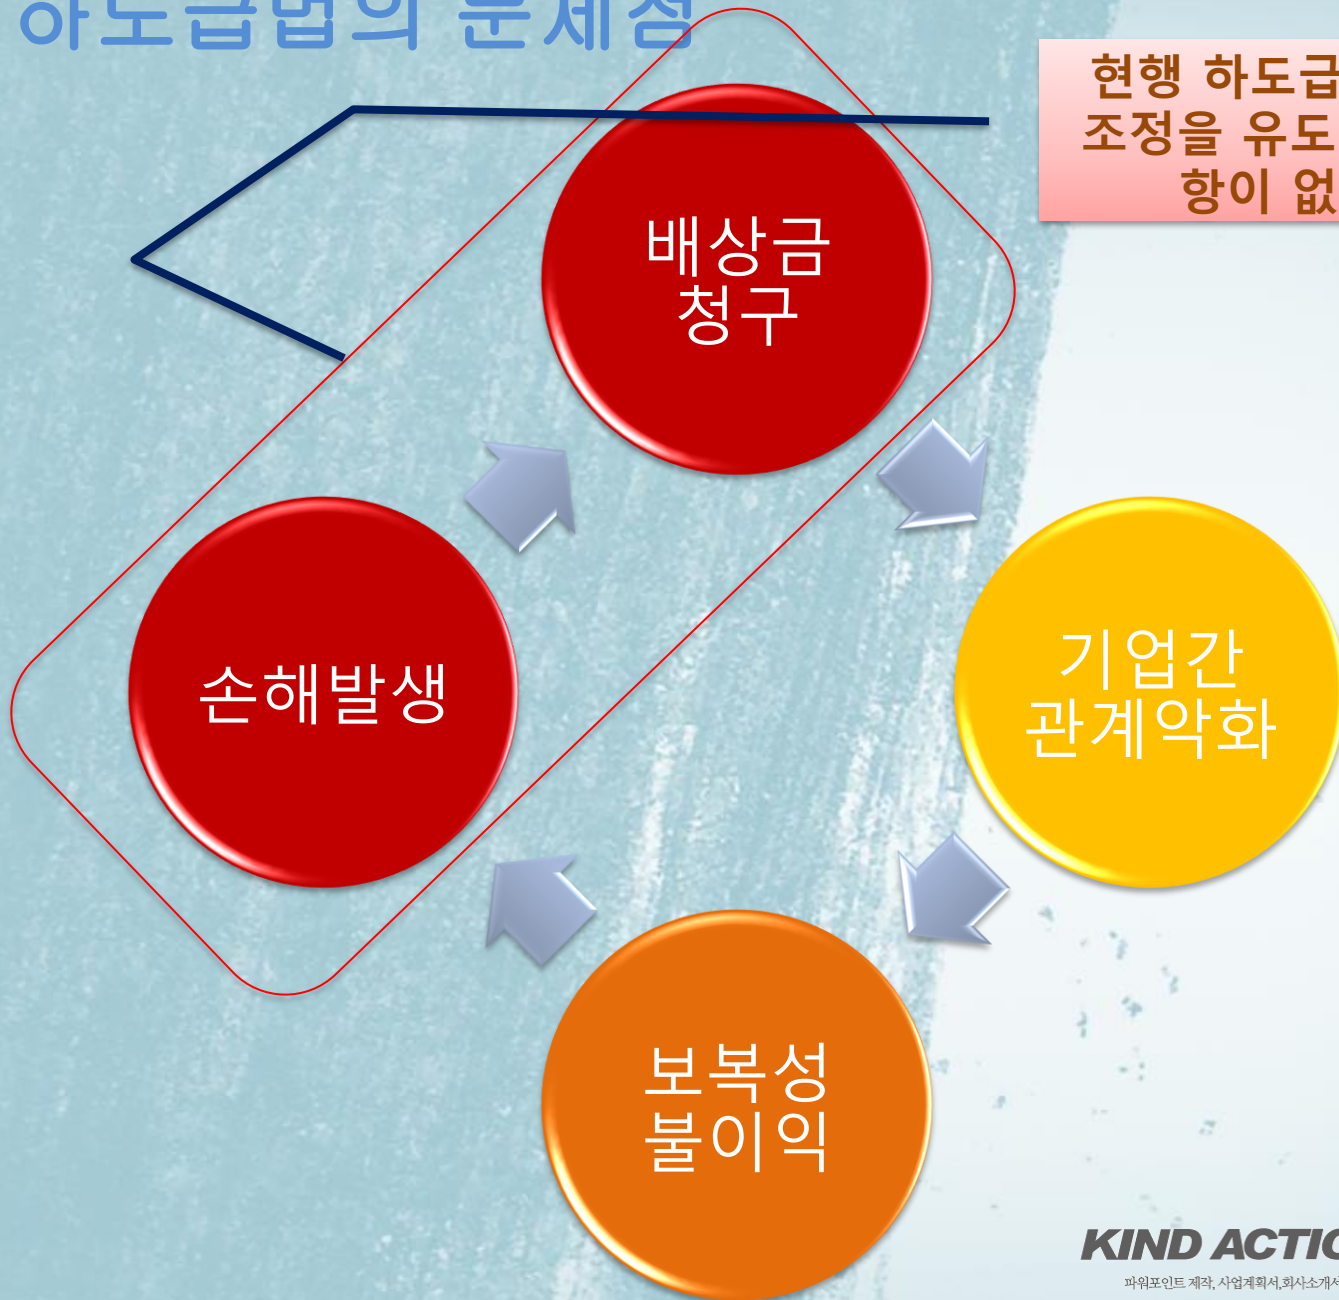 하도급법의 문제점
현행 하도급
조정을 유도
항이 없
배상금
청구
손해발생
기업간
관계악화
보복성
불이익
KIND ACTIO
파워포인트 제작, 사업계획서,회사소개서